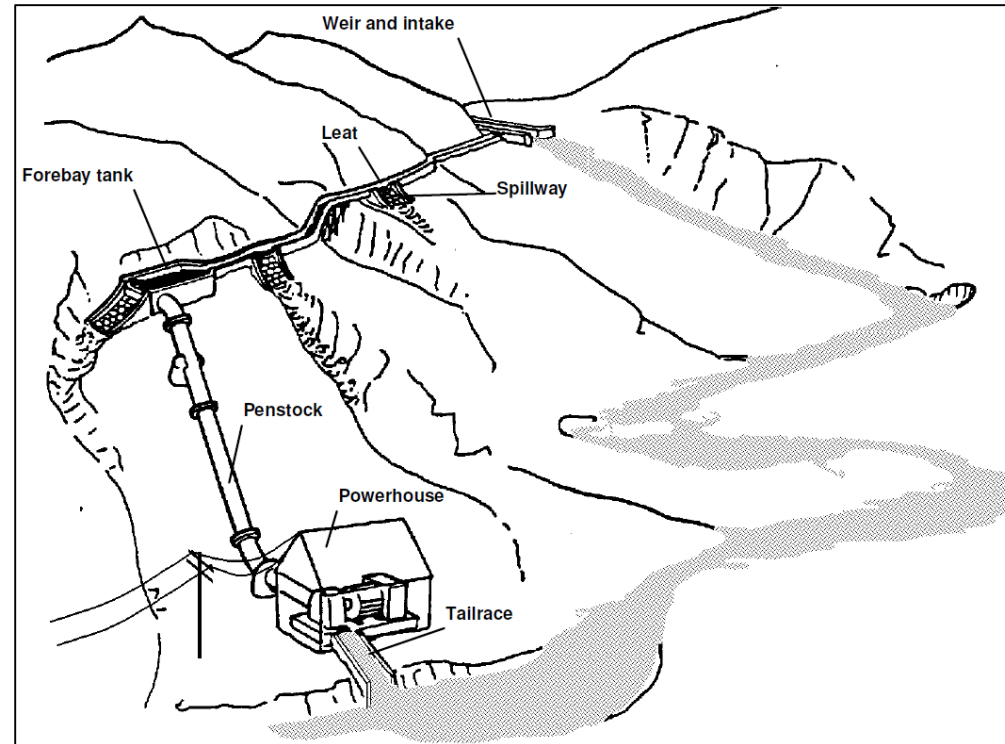 Weir and intake
Leat
Forebay tank
Spillway
Penstock
Powerhouse
Tailrace